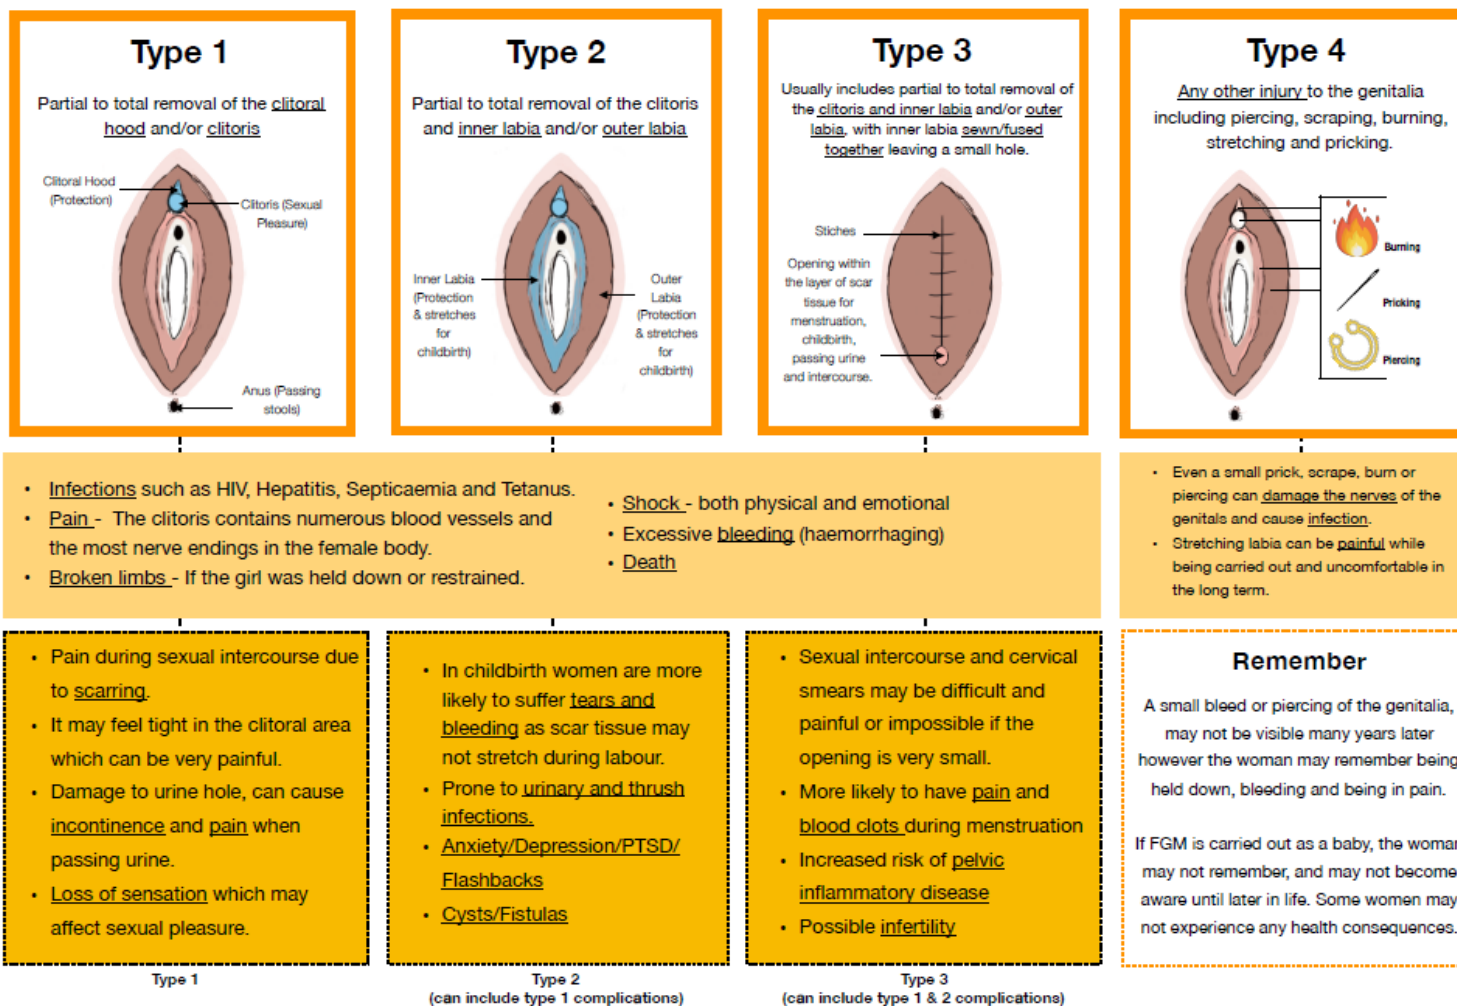 Type 1
Partial to total removal of the clitoral
hood and/or clitoris
Clitoral Hood
(Protection)
Clitoris (Sexual
Pleasure)
Anus (Passing
stools)
Type 2
Partial to total removal of the clitoris
and inner labia and/or outer labia
Inner Labia
(Protection
& stretches
for
childbirth)
Outer
Labia
(Protection
& stretches
for
childbirth)
Type 3
Usually includes partial to total removal of
the clitoris and inner labia and/or outer
labia, with inner labia sewn/fused
together leaving a small hole.
Stiches
Opening within
the layer of scar
tissue for
menstruation,
childbirth,
passing urine
and intercourse.
Type 4
Any other injury to the genitalia
including piercing, scraping, burning,
stretching and pricking.
Burning
Pricking
Piercing
• Infections such as HIV, Hepatitis, Septicaemia and Tetanus.
• Pain - The clitoris contains numerous blood vessels and
the most nerve endings in the female body.
• Broken limbs - If the girl was held down or restrained.
• Shock - both physical and emotional
• Excessive bleeding (haemorrhaging)
• Death
• Even a small prick, scrape, burn or
piercing can damage the nerves of the
genitals and cause infection.
• Stretching labia can be painful while
being carried out and uncomfortable in
the long term.
• Pain during sexual intercourse due
to scarring.
• It may feel tight in the clitoral area
which can be very painful.
• Damage to urine hole, can cause
incontinence and pain when
passing urine.
• Loss of sensation which may
affect sexual pleasure.
Type 1
• In childbirth women are more
likely to suffer tears and
bleeding as scar tissue may
not stretch during labour.
• Prone to urinary and thrush
infections.
• Anxiety/Depression/PTSD/
Flashbacks
• Cysts/Fistulas
Type 2
(can include type 1 complications)
• Sexual intercourse and cervical
smears may be difficult and
painful or impossible if the
opening is very small.
• More likely to have pain and
blood clots during menstruation
• Increased risk of pelvic
inflammatory disease
• Possible infertility
Type 3
(can include type 1 & 2 complications)
Remember
A small bleed or piercing of the genitalia,
may not be visible many years later
however the woman may remember being
held down, bleeding and being in pain.
If FGM is carried out as a baby, the woman
may not remember, and may not become
aware until later in life. Some women may
not experience any health consequences.